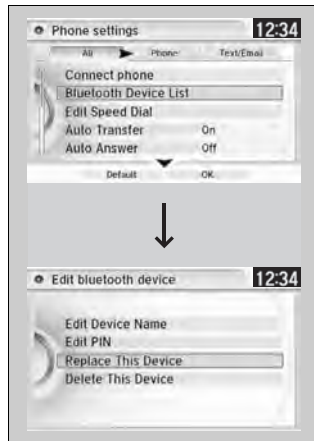 Phone settings 12:34
All Phone Text/Email
Connect phone
Bluetooth Device List
Edit Speed Dial
Auto Transfer On
Auto Answer Off
Default OK
Edit bluetooth device 12:34
Edit Device Name
Edit PIN
Replace This Device
Delete This Device